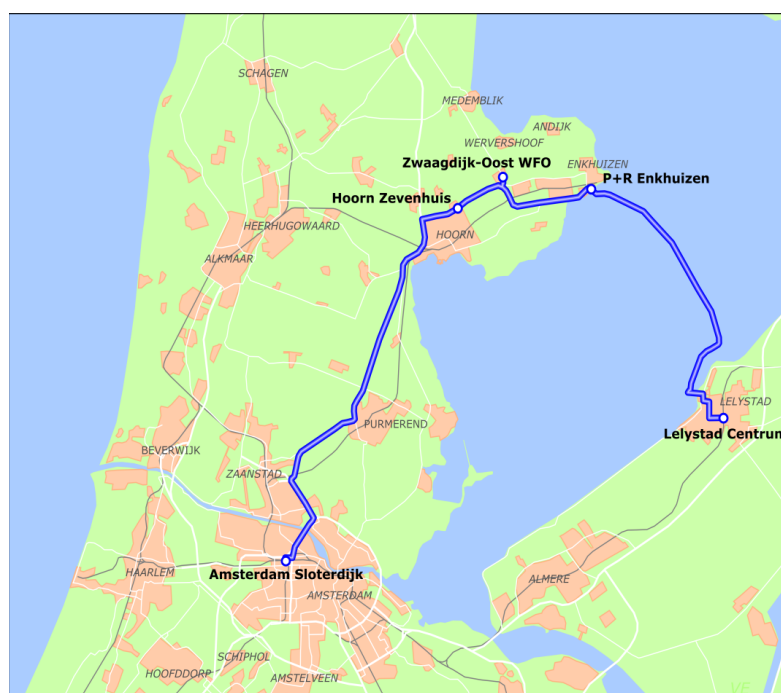 SCHAGEN
MEDEMBLIK
ANDIJK
WERVERSHOOF
Zwaagdijk-Oost WFO
ENKHUIZEN
P+R Enkhuizen
Hoorn Zevenhuis
HEERHUGOWAARD
HOORN
ALKMAAR
LELYSTAD
PURMEREND
Lelystad Centrum
BEVERWIJK
ZAANSTAD
HAARLEM
Amsterdam Sloterdijk
ALMERE
AMSTERDAM
SCHIPHOL
HOOFDDORP
AMSTELVEEN